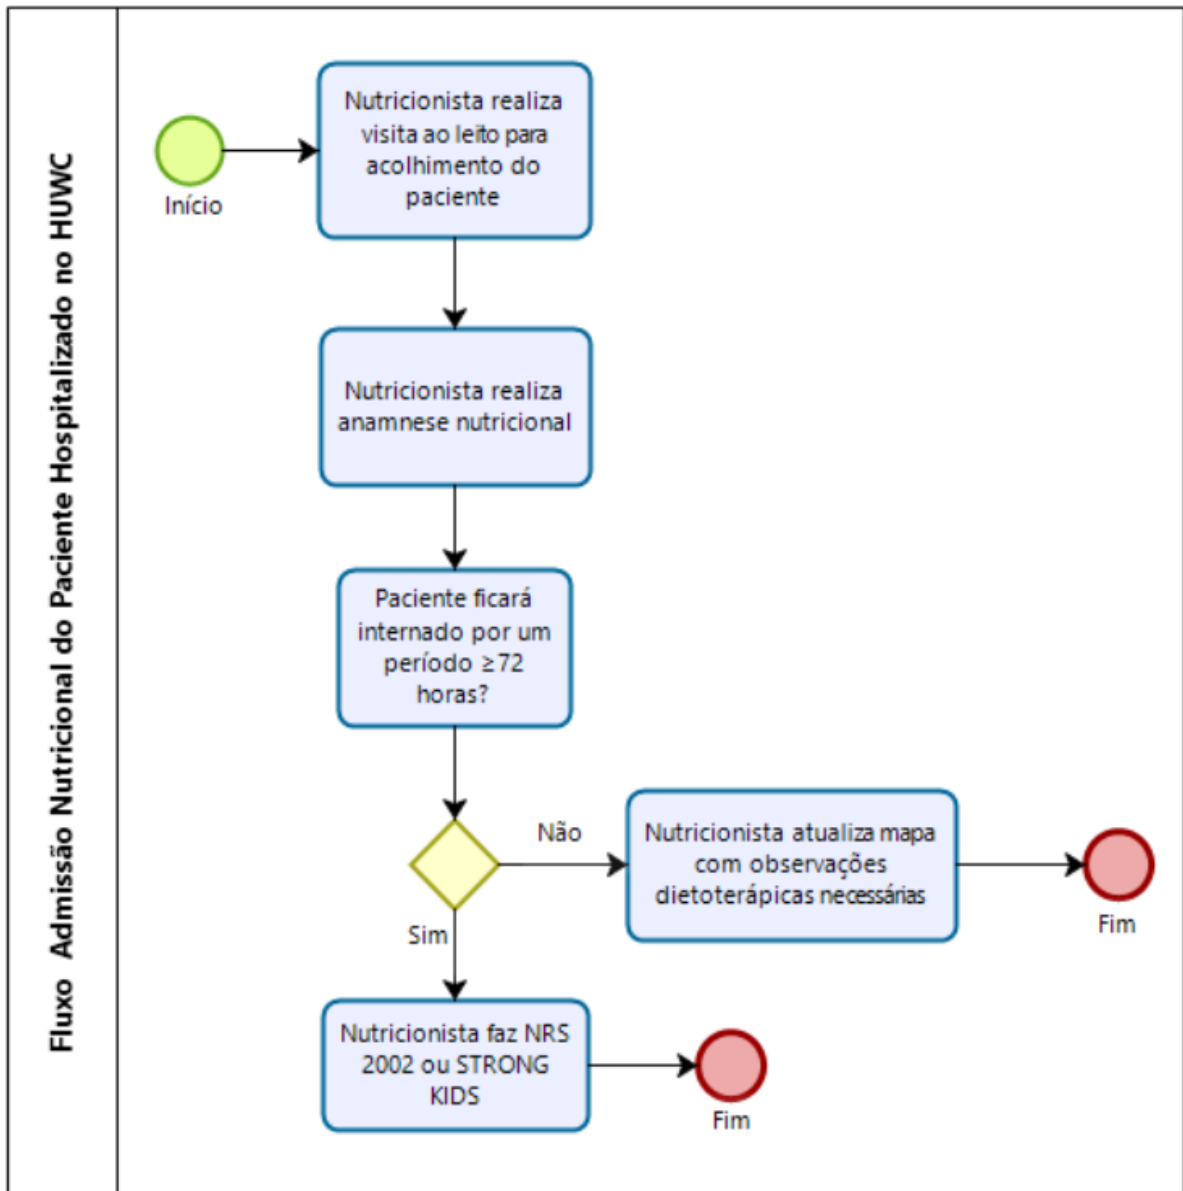 Fluxo  Admissão Nutricional do Paciente Hospitalizado no HUWC
Início
Nutricionista realiza
visita ao leito para
acolhimento do
paciente
Nutricionista realiza
anamnese nutricional
Paciente ficará
internado por um
período ≥72
horas?
Não
Nutricionista atualiza mapa
com observações
dietoterápicas necessárias
Fim
Sim
Nutricionista faz NRS
2002 ou STRONG
KIDS
Fim